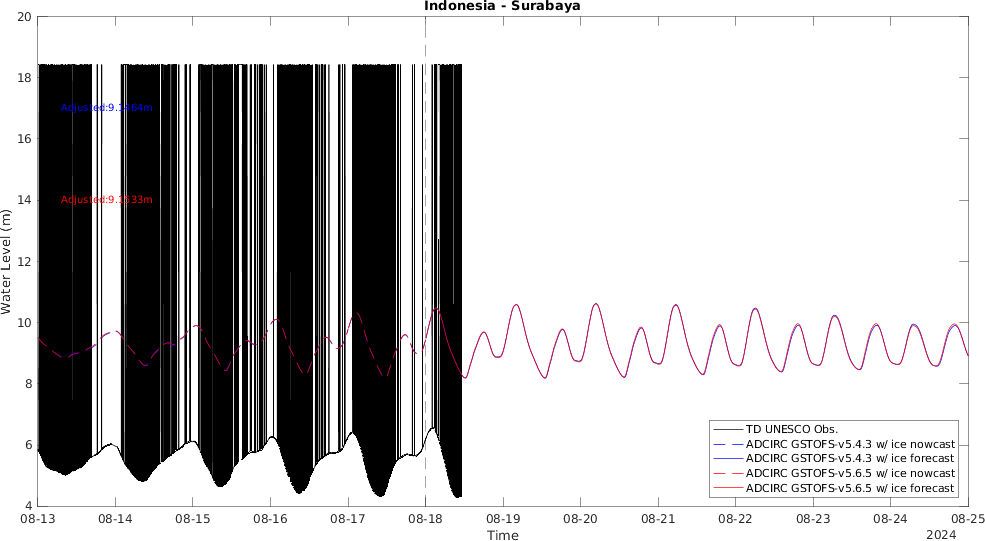 Indonesia - Surabaya
20
18
16
14
12
10
8
6
4
Water Level (m)
08-13
08-14
08-15
08-16
08-17
08-18
08-19
08-20
08-21
08-22
08-23
08-24
08-25
Time
2024
TD UNESCO Obs.
ADCIRC GSTOFS-v5.4.3 w/ ice nowcast
ADCIRC GSTOFS-v5.4.3 w/ ice forecast
ADCIRC GSTOFS-v5.6.5 w/ ice nowcast
ADCIRC GSTOFS-v5.6.5 w/ ice forecast